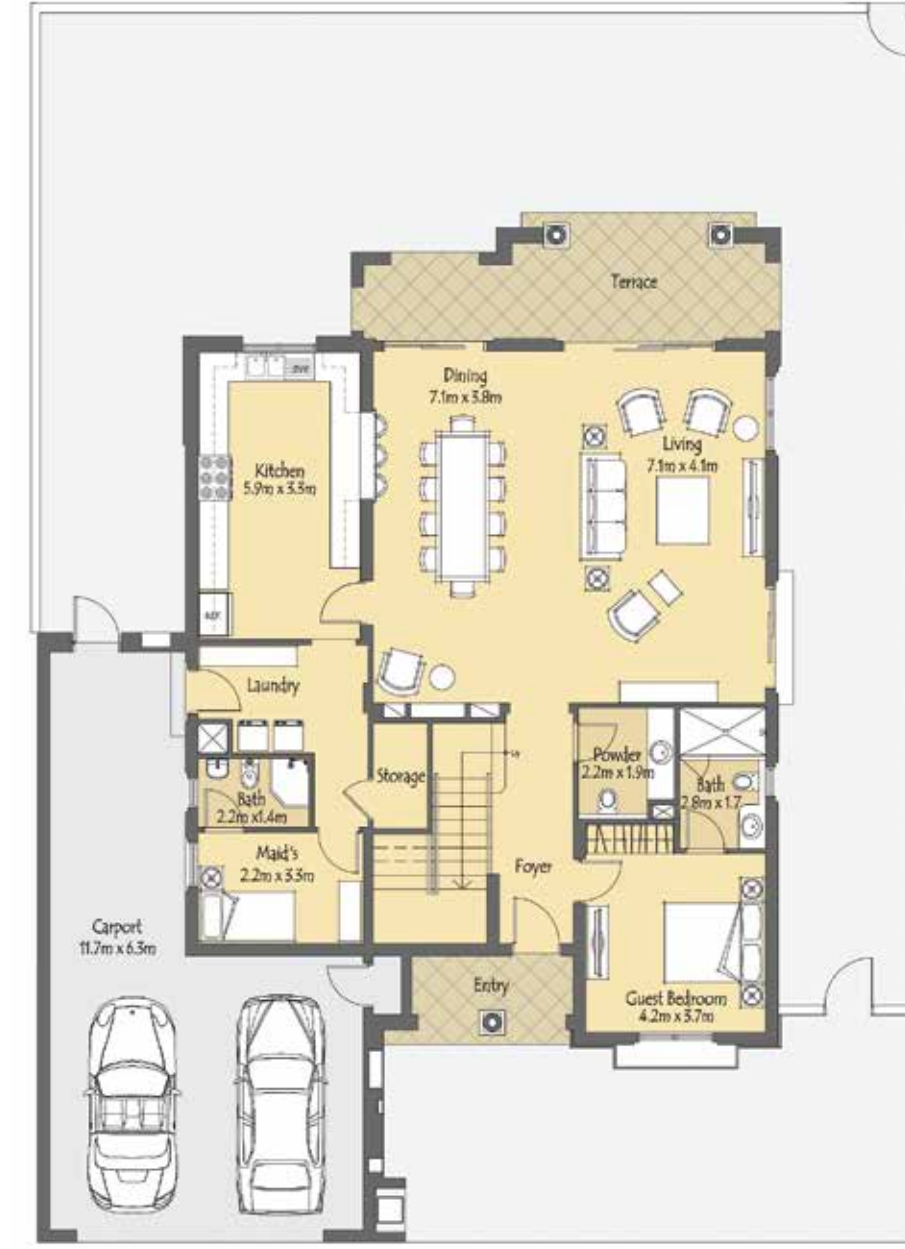 Terrace
Dining
7.1m x 3.8m
Living
7.1m x 4.1m
Kitchen
5.9m x 3.3m
REF
Laundry
Storage
Up
Powder
2.2m x 1.9m
Bath
2.8m x 1.7
Bath
2.2m x1.4m
Maid's
2.2m x 3.3m
Foyer
Carport
11.7m x 6.3m
Entry
Guest Bedroom
4.2m x 3.7m